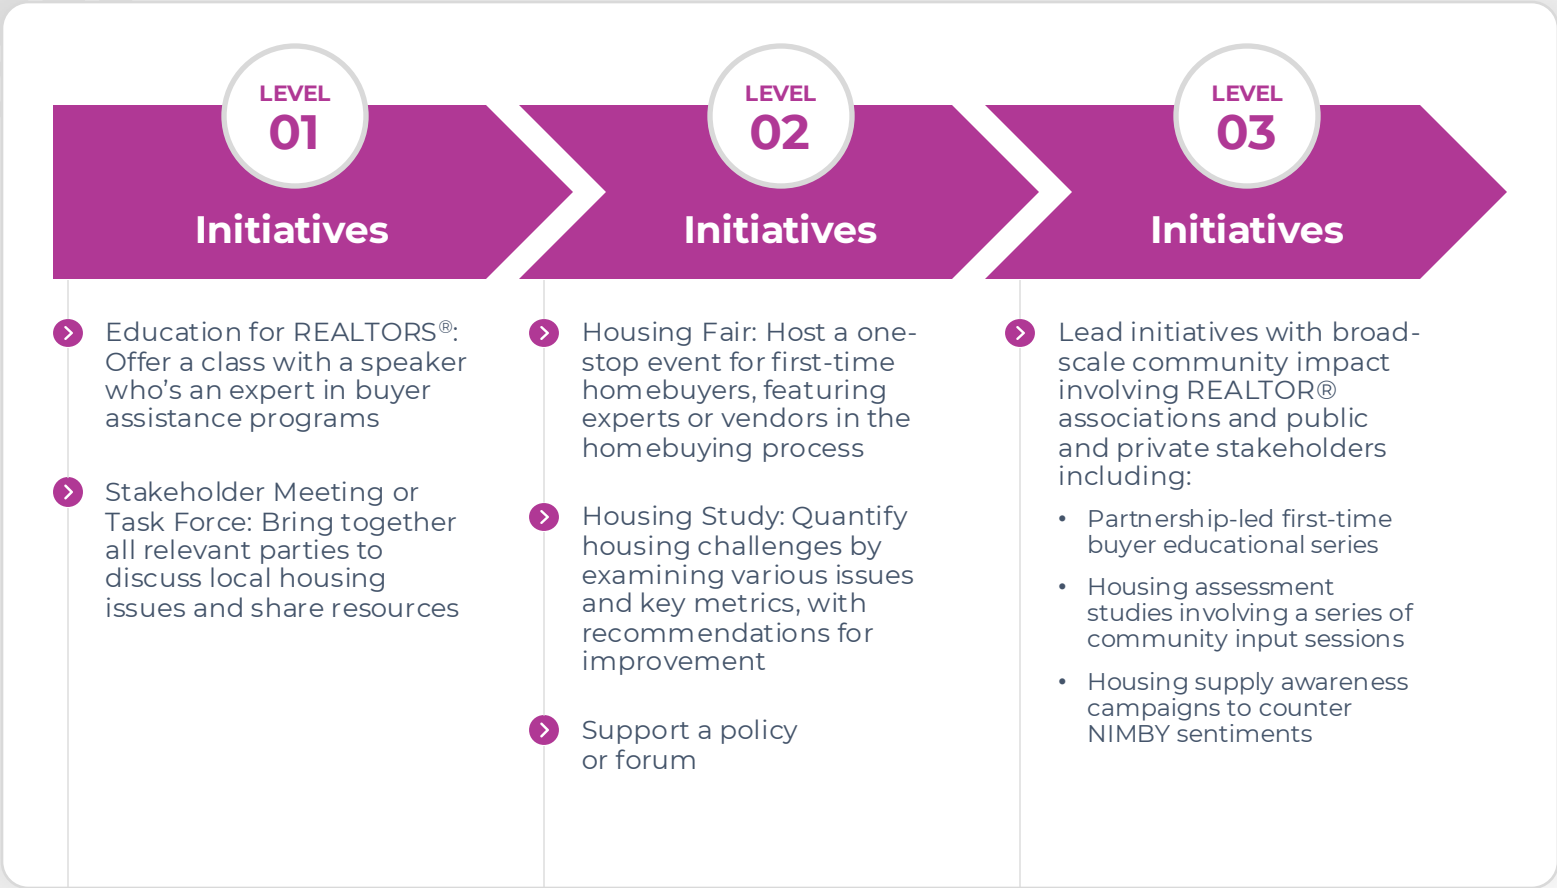 LEVEL
01
Initiatives
Education for REALTORS®:
Offer a class with a speaker
who’s an expert in buyer
assistance programs
Stakeholder Meeting or
Task Force: Bring together
all relevant parties to
discuss local housing
issues and share resources
LEVEL
02
Initiatives
Housing Fair: Host a one-
stop event for first-time
homebuyers, featuring
experts or vendors in the
homebuying process
Housing Study: Quantify
housing challenges by
examining various issues
and key metrics, with
recommendations for
improvement
Support a policy
or forum
LEVEL
03
Initiatives
Lead initiatives with broad-
scale community impact
involving REALTOR®
associations and public
and private stakeholders
including:
• Partnership-led first-time
buyer educational series
• Housing assessment
studies involving a series of
community input sessions
• Housing supply awareness
campaigns to counter
NIMBY sentiments